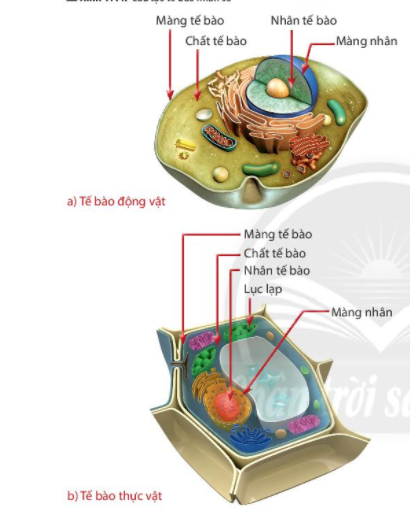 Màng tế bào
Nhân tế bào
Chất tế bào
Màng nhân
a) Tế bào động vật
Màng tế bào
Chất tế bào
Nhân tế bào
Lục lạp
Màng nhân
b) Tế bào thực vật